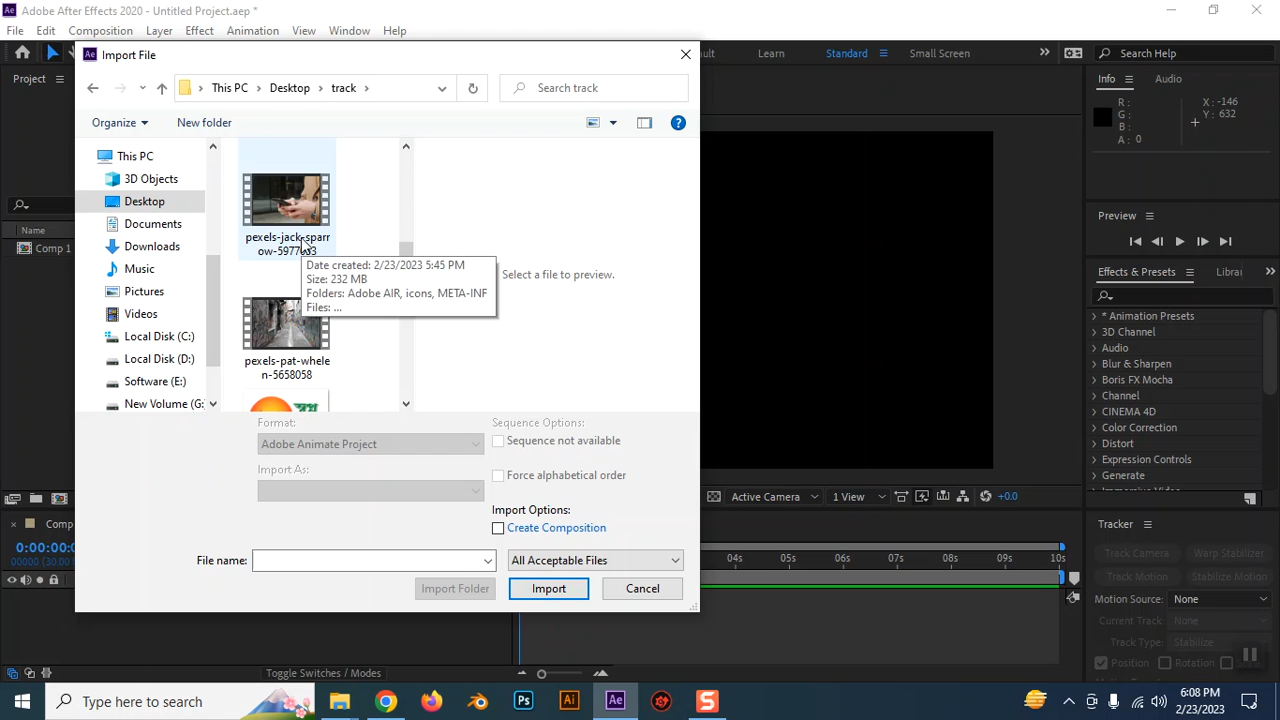 Adobe After Effects 2020 - Untitled Project.aep *
File Edit Composition Layer Effect Animation View Window Help
Learn Standard Small Screen Search Help
Import File
Project
This PC Desktop track
Search track
Organize New folder
Info Audio
R :
G :
B :
A : 0
X : -146
Y : 632
This PC
3D Objects
Desktop
Documents
Downloads
Music
Pictures
Videos
Local Disk (C:)
Local Disk (D:)
Software (E:)
New Volume (G:
Name
Comp 1
pexels-jack-sparr
Date created: 2/23/2023 5:45 PM
Size: 232 MB
Folders: Adobe AIR, icons, META-INF
Files: ...
pexels-pat-whele
n-5658058
Select a file to preview.
Preview
Effects & Presets Librai
* Animation Presets
3D Channel
Audio
Blur & Sharpen
Boris FX Mocha
Channel
CINEMA 4D
Color Correction
Distort
Expression Controls
Generate
Format:
Adobe Animate Project
Import As:
Sequence Options:
Sequence not available
Force alphabetical order
Import Options:
Create Composition
File name:
All Acceptable Files
Import Folder Import Cancel
Active Camera 1 View +0.0
Comp
0:00:00:0
00000 (30.00
04s 05s 06s 07s 08s 09s 10s
Tracker
Track Camera Warp Stabilizer
Track Motion Stabilize Motion
Motion Source: None
Current Track: None
Track Type: Stabilize
Position Rotation
Toggle Switches / Modes
Type here to search
Ps Ai Ae S
6:08 PM
2/23/2023